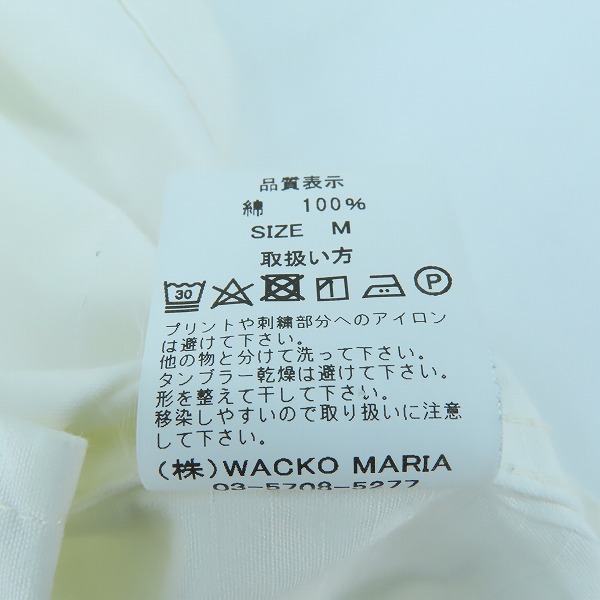 品質表示
綿 100%
SIZE M
取扱い方
30 P
プリントや刺繍部分へのアイロン
は避けて下さい。
他の物と分けて洗って下さい。
タンブラー乾燥は避けて下さい。
形を整えて干して下さい。
移染しやすいので取り扱いに注意
して下さい。
(株)WACKO MARIA
03-5708-5277